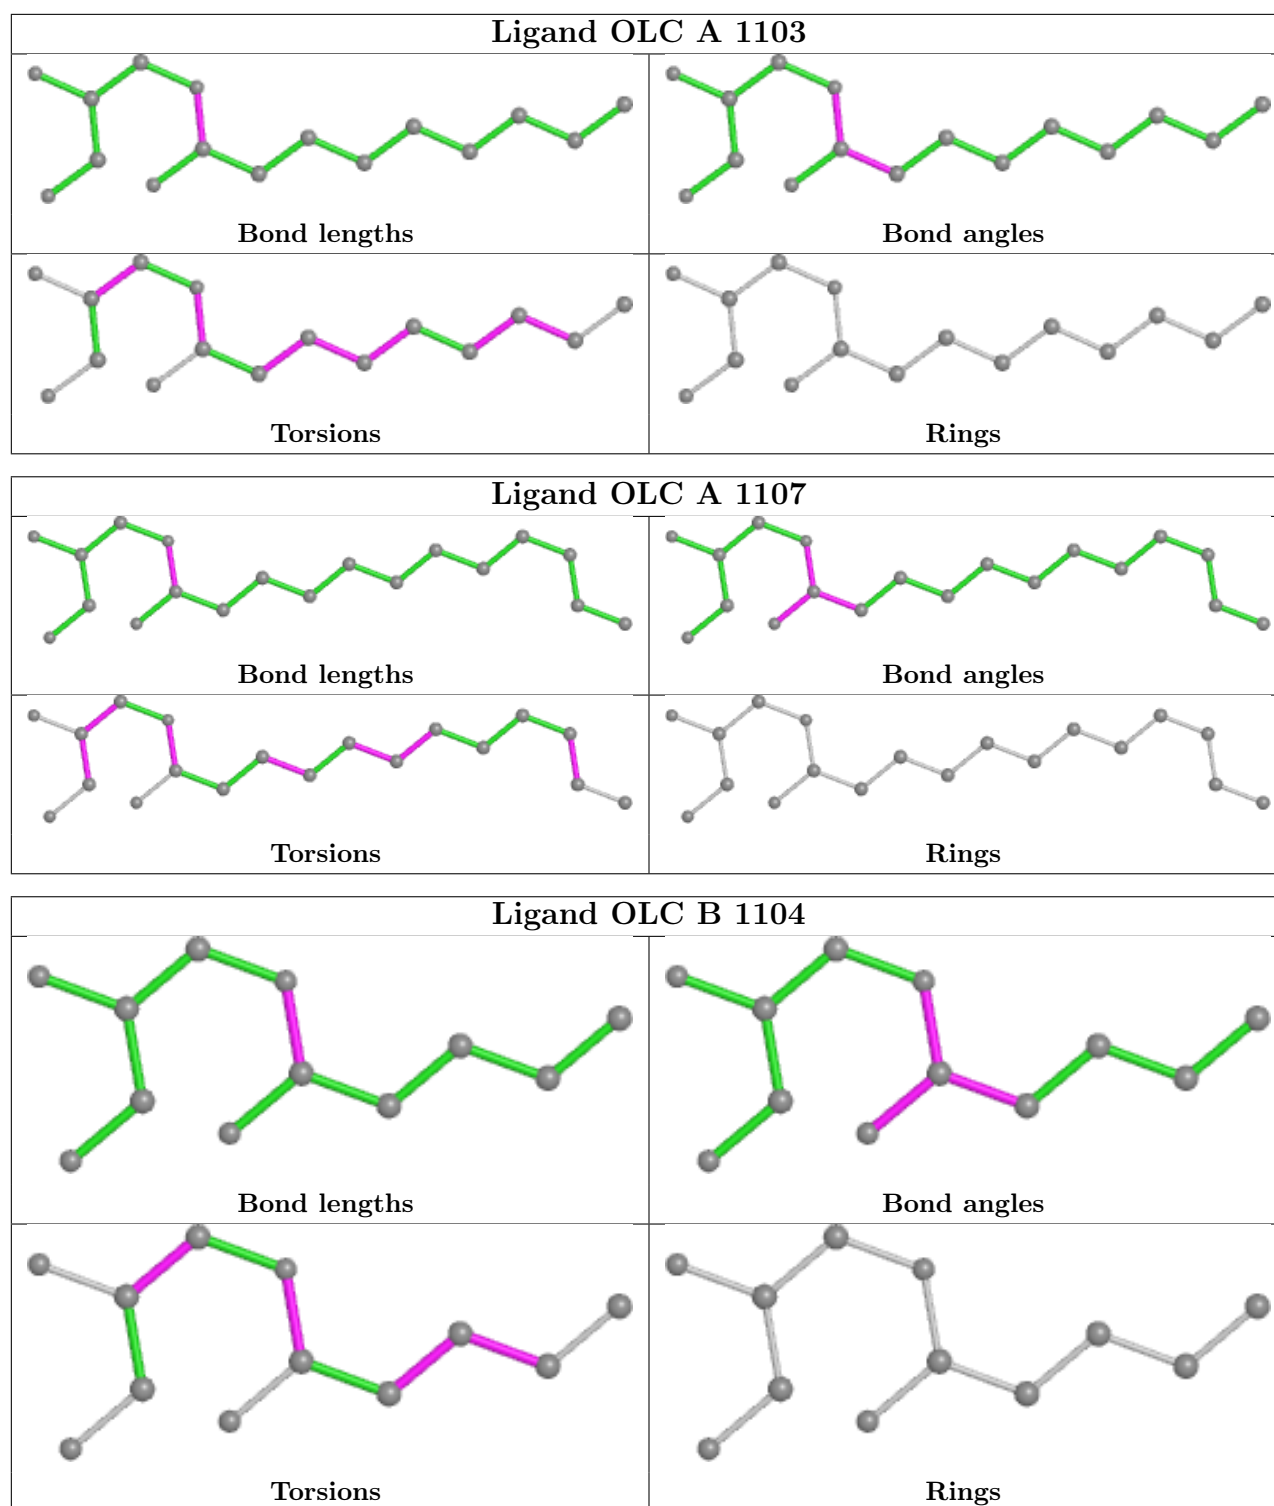 Ligand OLC A 1103
Bond lengths
Bond angles
Torsions
Rings
Ligand OLC A 1107
Bond lengths
Bond angles
Torsions
Rings
Ligand OLC B 1104
Bond lengths
Bond angles
Torsions
Rings